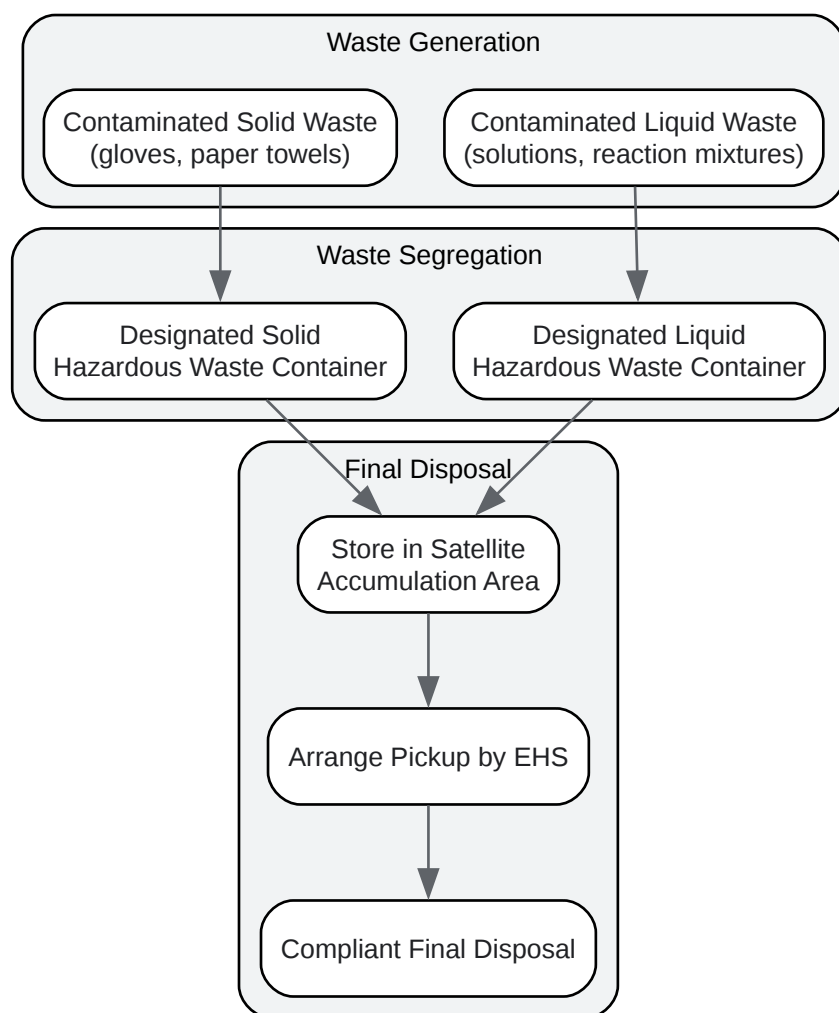 Waste Generation
Contaminated Solid Waste
(gloves, paper towels)
Contaminated Liquid Waste
(solutions, reaction mixtures)
Waste Segregation
Designated Solid
Hazardous Waste Container
Designated Liquid
Hazardous Waste Container
Final Disposal
Store in Satellite
Accumulation Area
Arrange Pickup by EHS
Compliant Final Disposal